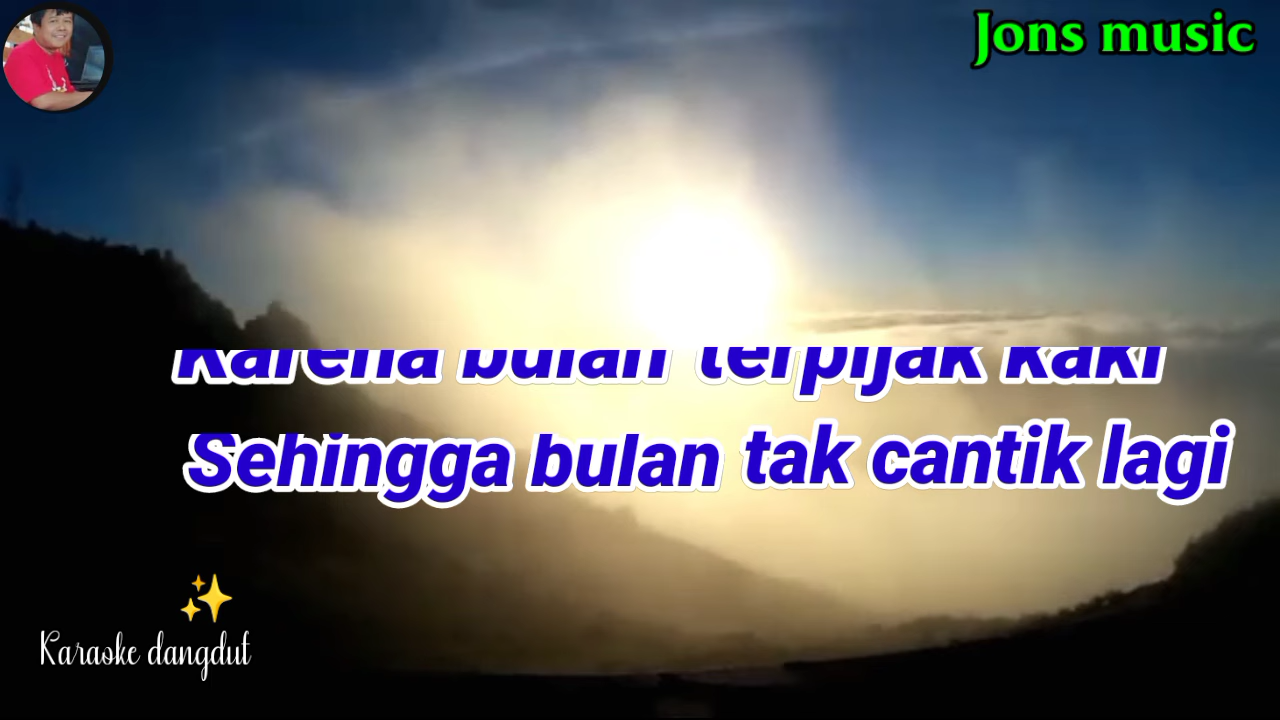 Jons music
Karena bulan terpijak kaki
Sehingga bulan tak cantik lagi
Karaoke dangdut